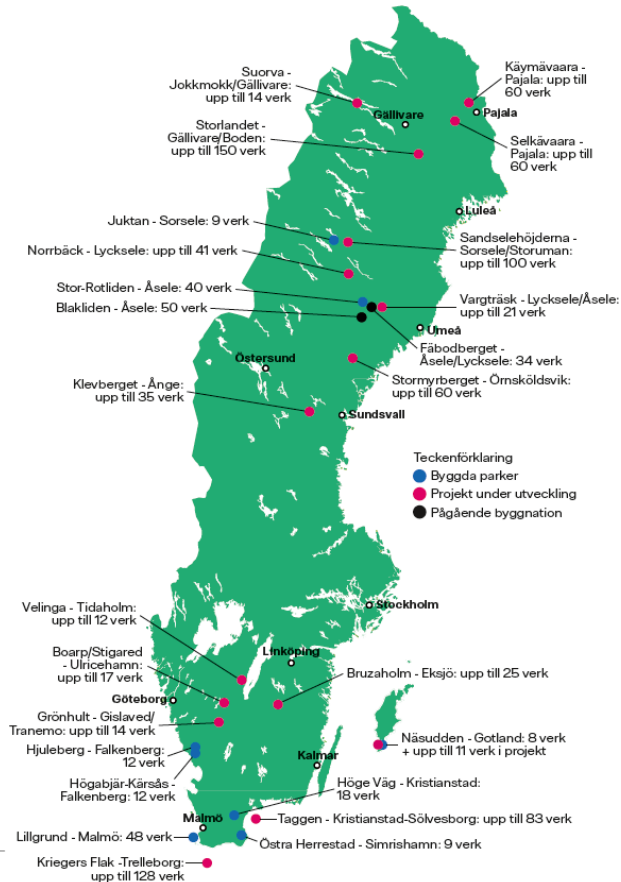 Suorva -
Jokkmokk/Gällivare:
upp till 14 verk
Käymävaara -
Pajala: upp till
60 verk
Gällivare
Pajala
Storlandet -
Gällivare/Boden:
upp till 150 verk
Selkävaara -
Pajala: upp till
60 verk
Luleå
Juktan - Sorsele: 9 verk
Sandselehöjderna -
Sorsele/Storuman:
upp till 100 verk
Norrbäck - Lycksele: upp till 41 verk
Stor-Rotliden - Åsele: 40 verk
Blakliden - Åsele: 50 verk
Vargträsk - Lycksele/Åsele:
upp till 21 verk
Umeå
Fäbodberget -
Åsele/Lycksele: 34 verk
Östersund
Stormyrberget - Örnsköldsvik:
upp till 60 verk
Klevberget - Ånge:
upp till 35 verk
Sundsvall
Teckenförklaring
Byggda parker
Projekt under utveckling
Pågående byggnation
Stockholm
Velinga - Tidaholm:
upp till 12 verk
Linköping
Boarp/Stigared
- Ulricehamn:
upp till 17 verk
Bruzaholm - Eksjö: upp till 25 verk
Göteborg
Grönhult - Gislaved/
Tranemo: upp till 14 verk
Näsudden - Gotland: 8 verk
+ upp till 11 verk i projekt
Hjuleberg - Falkenberg:
12 verk
Kalmar
Högabjär-Kärsås -
Falkenberg: 12 verk
Höge Väg - Kristianstad:
18 verk
Malmö
Taggen - Kristianstad-Sölvesborg: upp till 83 verk
Lillgrund - Malmö: 48 verk
Östra Herrestad - Simrishamn: 9 verk
Kriegers Flak -Trelleborg:
upp till 128 verk